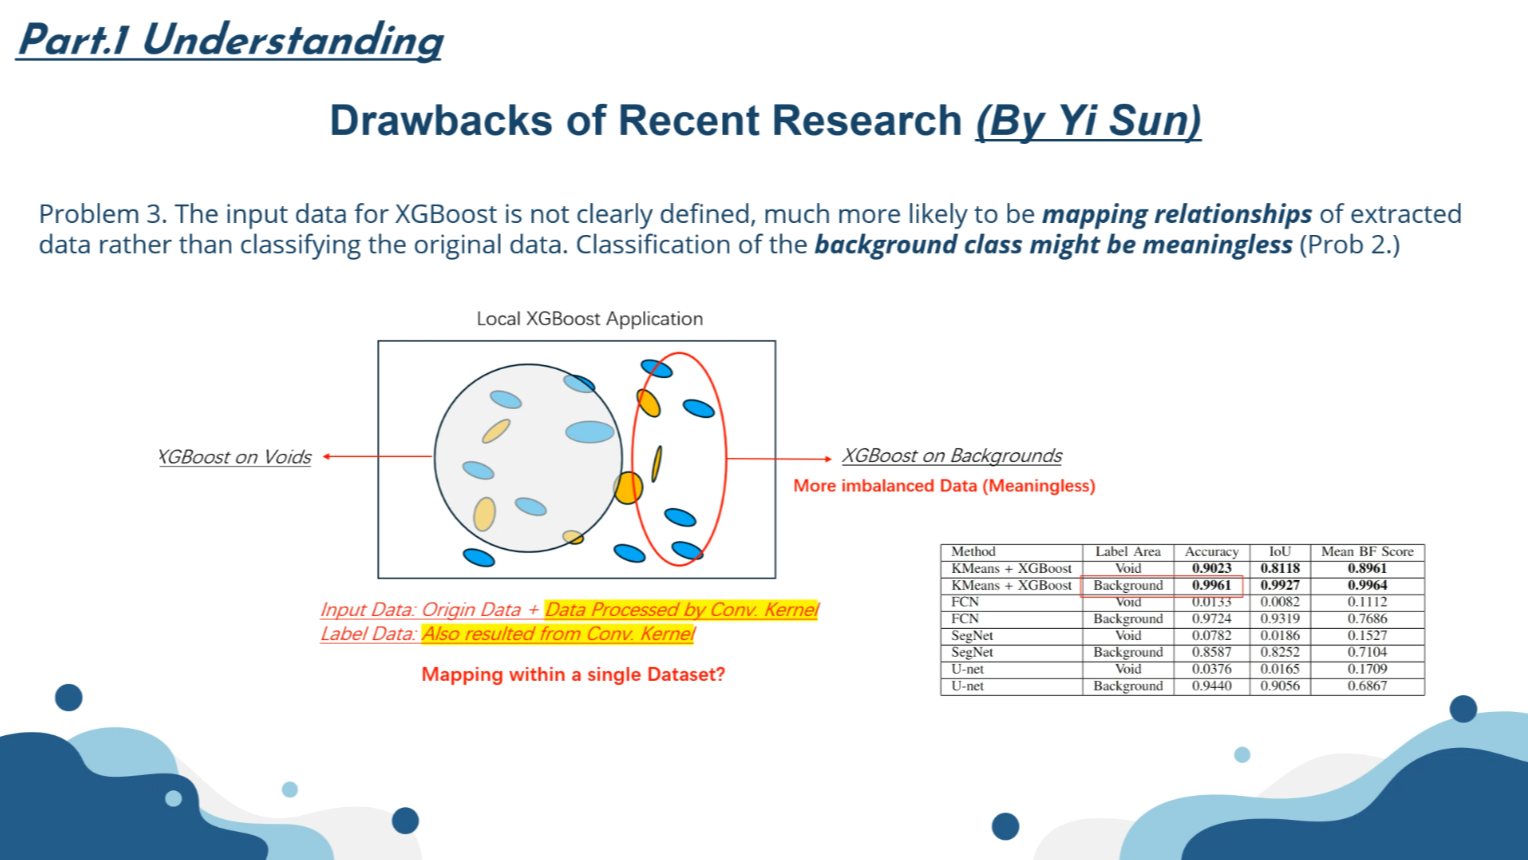 Part.1 Understanding
Drawbacks of Recent Research (By Yi Sun)
Problem 3. The input data for XGBoost is not clearly defined, much more likely to be mapping relationships of extracted
data rather than classifying the original data. Classification of the background class might be meaningless (Prob 2.)
Local XGBoost Application
XGBoost on Voids
XGBoost on Backgrounds
More imbalanced Data (Meaningless)
Input Data: Origin Data + Data Processed by Conv. Kernel
Label Data: Also resulted from Conv. Kernel
Mapping within a single Dataset?
Method Label Area Accuracy IoU Mean BF Score
KMeans + XGBoost Void 0.9023 0.8118 0.8961
KMeans + XGBoost Background 0.9961 0.9927 0.9964
FCN Void 0.0133 0.0082 0.1112
FCN Background 0.9724 0.9319 0.7686
SegNet Void 0.0782 0.0186 0.1527
SegNet Background 0.8587 0.8252 0.7104
U-net Void 0.0376 0.0165 0.1709
U-net Background 0.9440 0.9056 0.6867